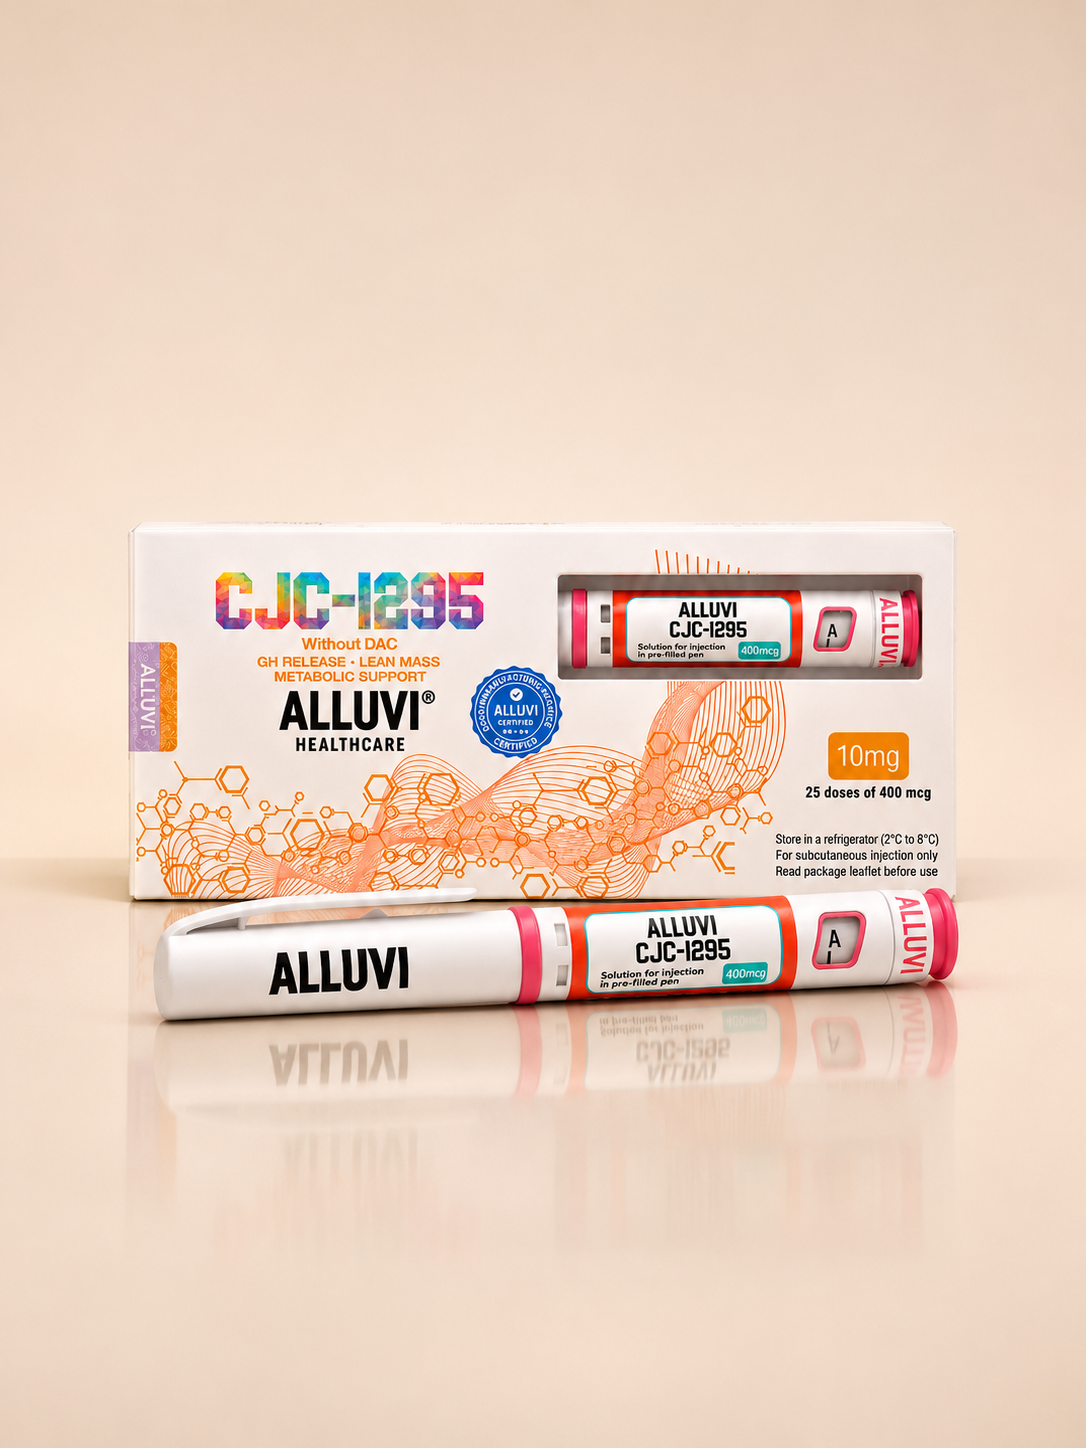 CJC-1295
Without DAC
GH RELEASE • LEAN MASS
METABOLIC SUPPORT
ALLUVI®
HEALTHCARE
ALLUVI
ALLUVI
CERTIFIED
CERTIFIED
ALLUVI
CJC-1295
Solution for injection
in pre-filled pen
400mcg
A
ALLUVI
10mg
25 doses of 400 mcg
Store in a refrigerator (2°C to 8°C)
For subcutaneous injection only
Read package leaflet before use
ALLUVI
ALLUVI
CJC-1295
Solution for injection
in pre-filled pen
400mcg
A
ALLUVI